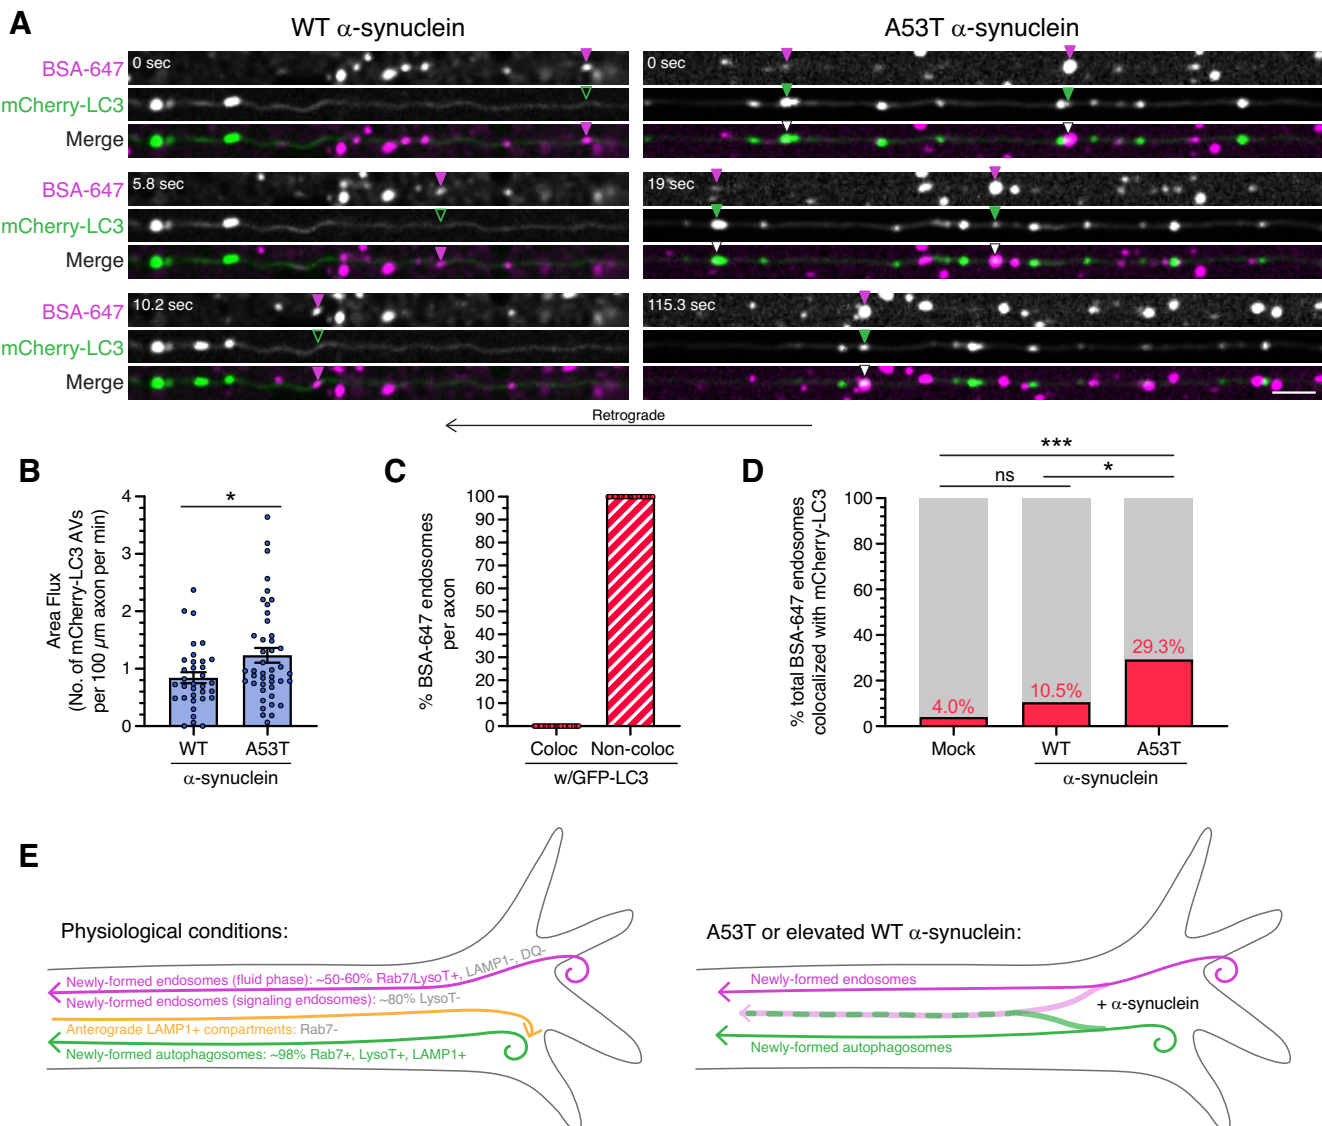 A
WT α-synuclein
A53T α-synuclein
BSA-647
0 sec
0 sec
mCherry-LC3
Merge
BSA-647
5.8 sec
19 sec
mCherry-LC3
Merge
BSA-647
10.2 sec
115.3 sec
mCherry-LC3
Merge
Retrograde
B
Area Flux
(No. of mCherry-LC3 AVs
per 100 µm axon per min)
4
3
2
1
0
*
WT
A53T
α-synuclein
C
% BSA-647 endosomes
per axon
100
90
80
70
60
50
40
30
20
10
0
Coloc
Non-coloc
w/GFP-LC3
D
% total BSA-647 endosomes
colocalized with mCherry-LC3
***
ns
*
100
80
60
40
20
0
4.0%
10.5%
29.3%
Mock
WT
A53T
α-synuclein
E
Physiological conditions:
Newly-formed endosomes (fluid phase): ~50-60% Rab7/LysoT+, LAMP1-, DQ-
Newly-formed endosomes (signaling endosomes): ~80% LysoT-
Anterograde LAMP1+ compartments: Rab7-
Newly-formed autophagosomes: ~98% Rab7+, LysoT+, LAMP1+
A53T or elevated WT α-synuclein:
Newly-formed endosomes
+ α-synuclein
Newly-formed autophagosomes